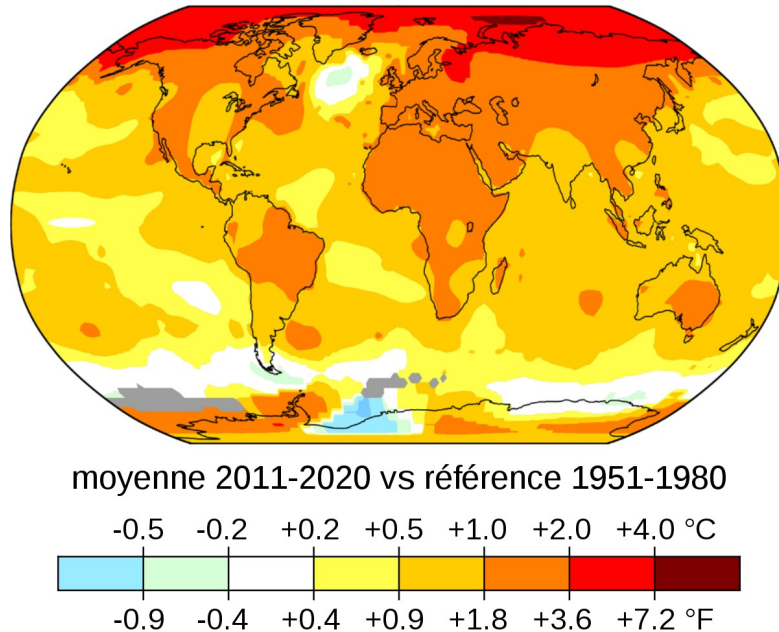 moyenne 2011-2020 vs référence 1951-1980
-0.5 -0.2 +0.2 +0.5 +1.0 +2.0 +4.0 °C
-0.9 -0.4 +0.4 +0.9 +1.8 +3.6 +7.2 °F